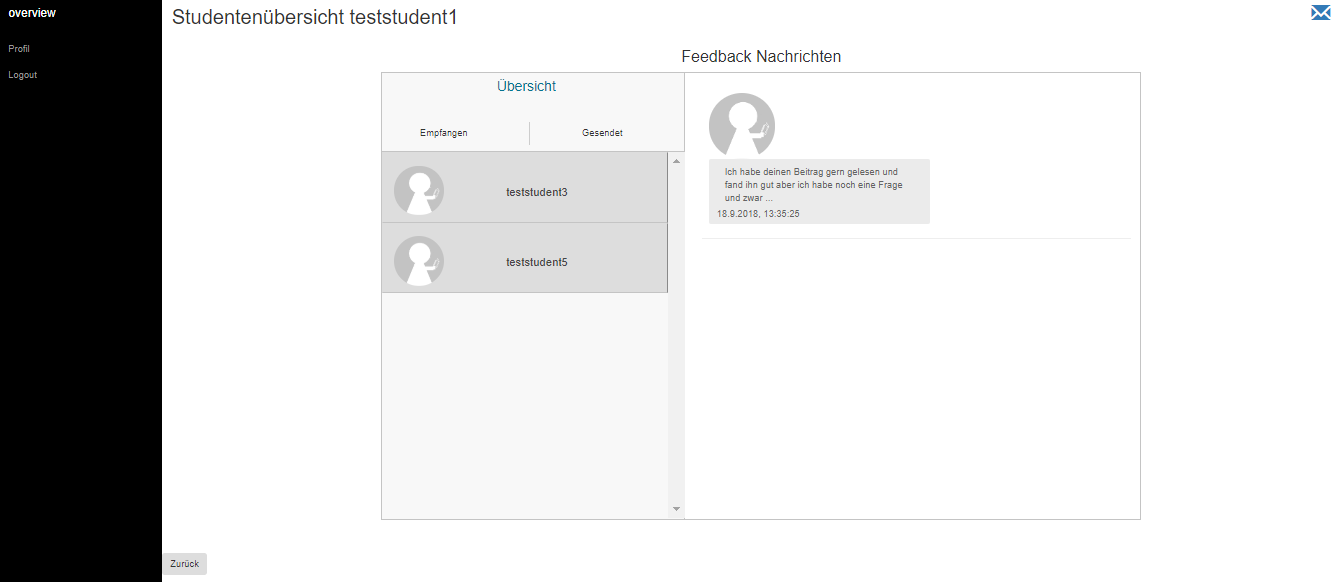 overview
Profil
Logout
Studentenübersicht teststudent1
Feedback Nachrichten
Übersicht
Empfangen
Gesendet
teststudent3
teststudent5
Ich habe deinen Beitrag gern gelesen und
fand ihn gut aber ich habe noch eine Frage
und zwar ...
18.9.2018, 13:35:25
Zurück